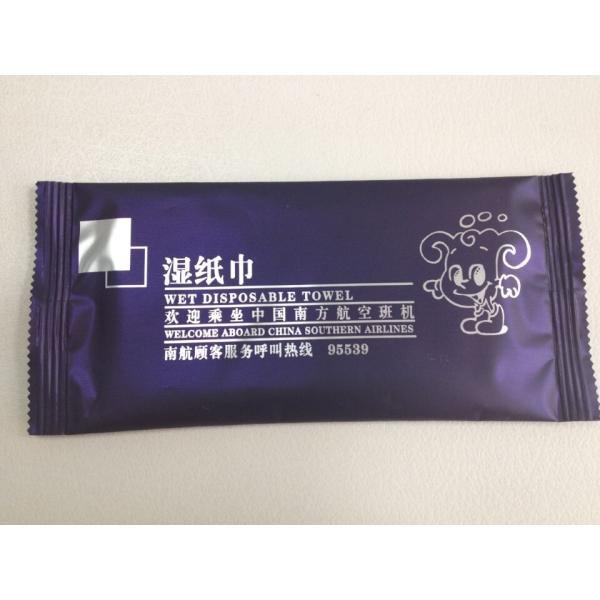 湿纸巾
WET DISPOSABLE TOWEL
欢迎乘坐中国南方航空班机
WELCOME ABOARD CHINA SOUTHERN AIRLINES
南航顾客服务呼叫热线 95539